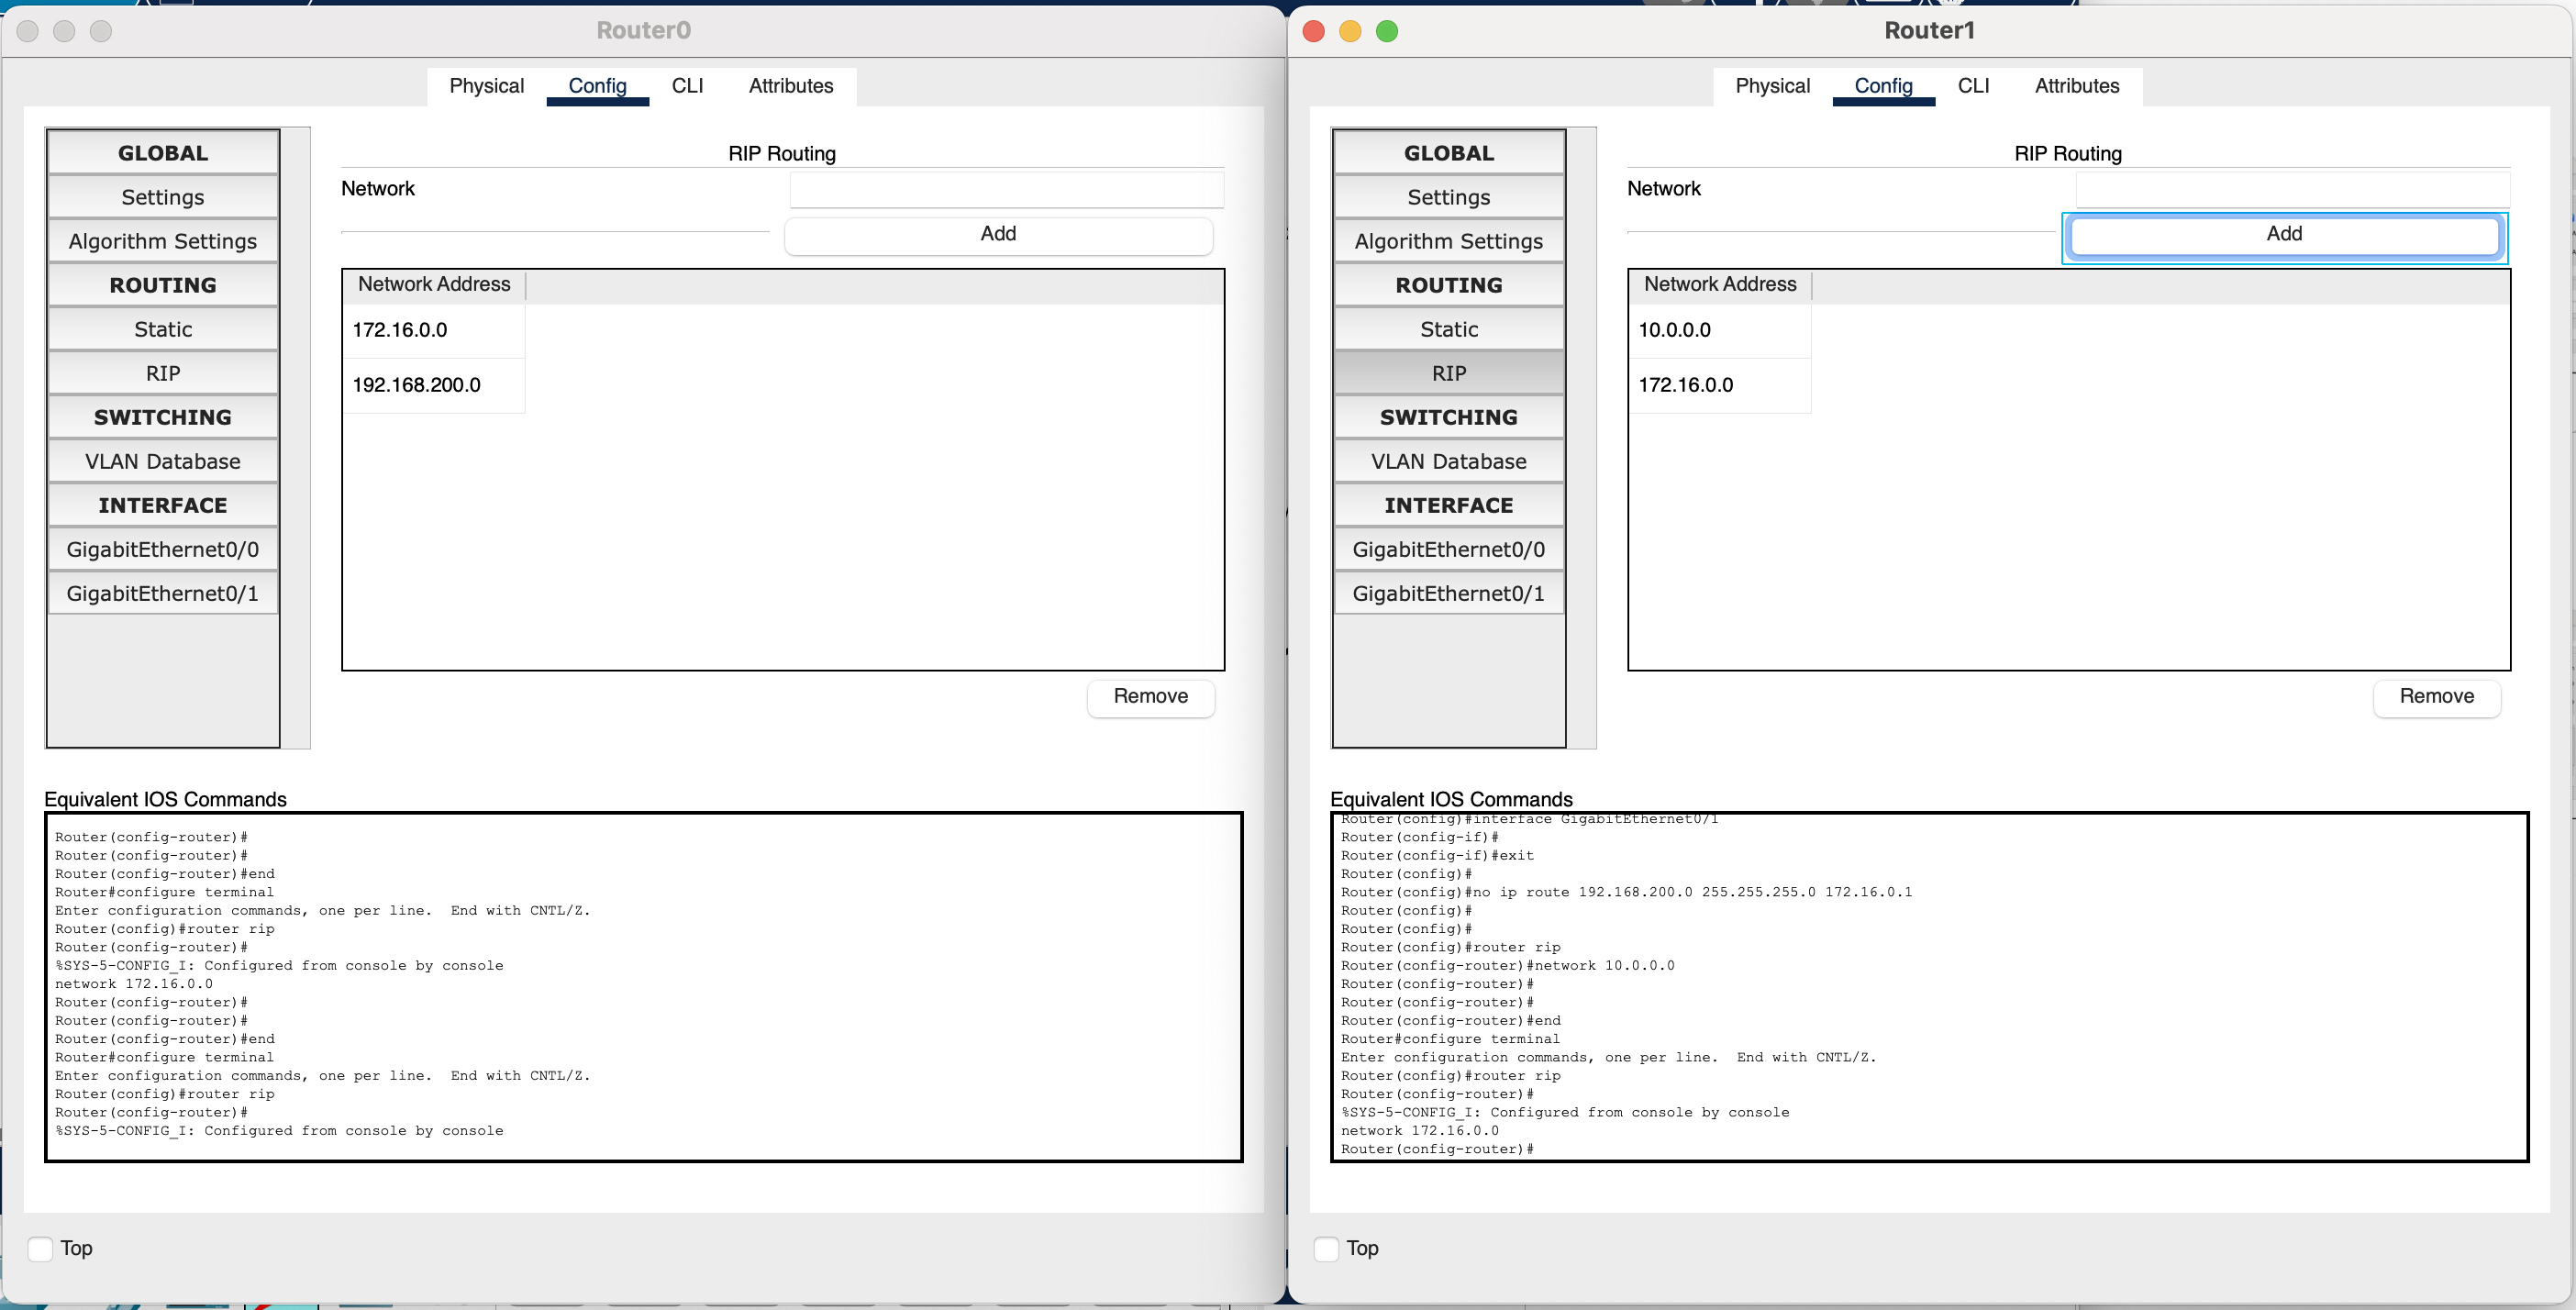 Router0
Physical
Config
CLI
Attributes
GLOBAL
Settings
Algorithm Settings
ROUTING
Static
RIP
SWITCHING
VLAN Database
INTERFACE
GigabitEthernet0/0
GigabitEthernet0/1
RIP Routing
Network
Add
Network Address
172.16.0.0
192.168.200.0
Remove
Equivalent IOS Commands
Router(config-router)#
Router(config-router)#
Router(config-router)#end
Router#configure terminal
Enter configuration commands, one per line.  End with CNTL/Z.
Router(config)#router rip
Router(config-router)#
%SYS-5-CONFIG_I: Configured from console by console
network 172.16.0.0
Router(config-router)#
Router(config-router)#
Router(config-router)#end
Router#configure terminal
Enter configuration commands, one per line.  End with CNTL/Z.
Router(config)#router rip
Router(config-router)#
%SYS-5-CONFIG_I: Configured from console by console
Top
Router1
Physical
Config
CLI
Attributes
GLOBAL
Settings
Algorithm Settings
ROUTING
Static
RIP
SWITCHING
VLAN Database
INTERFACE
GigabitEthernet0/0
GigabitEthernet0/1
RIP Routing
Network
Add
Network Address
10.0.0.0
172.16.0.0
Remove
Equivalent IOS Commands
Router(config)#interface GigabitEthernet0/1
Router(config-if)#
Router(config-if)#exit
Router(config)#
Router(config)#no ip route 192.168.200.0 255.255.255.0 172.16.0.1
Router(config)#
Router(config)#
Router(config)#router rip
Router(config-router)#network 10.0.0.0
Router(config-router)#
Router(config-router)#
Router(config-router)#end
Router#configure terminal
Enter configuration commands, one per line.  End with CNTL/Z.
Router(config)#router rip
Router(config-router)#
%SYS-5-CONFIG_I: Configured from console by console
network 172.16.0.0
Router(config-router)#
Top